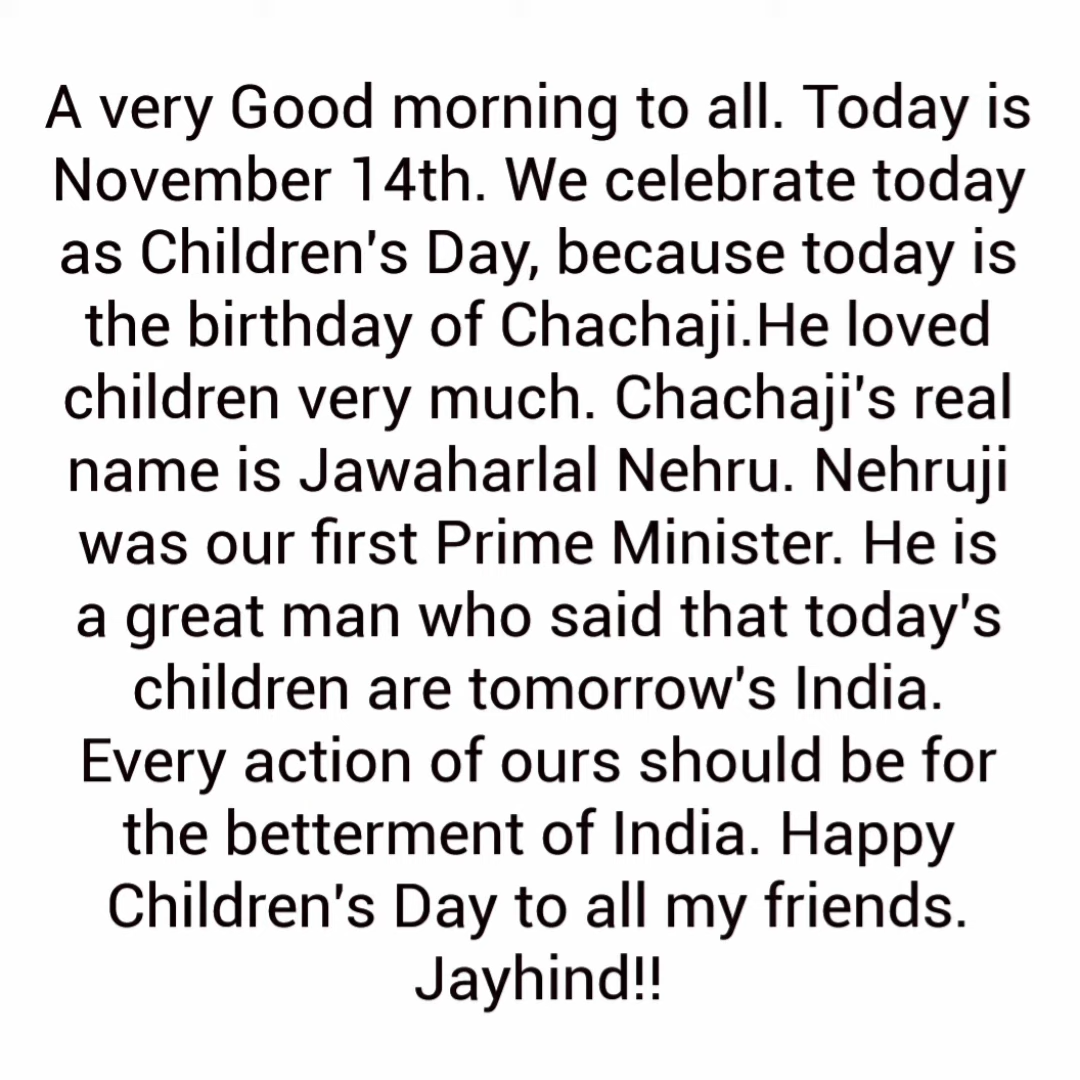 A very Good morning to all. Today is
November 14th. We celebrate today
as Children's Day, because today is
the birthday of Chachaji.He loved
children very much. Chachaji's real
name is Jawaharlal Nehru. Nehruji
was our first Prime Minister. He is
a great man who said that today's
children are tomorrow's India.
Every action of ours should be for
the betterment of India. Happy
Children's Day to all my friends.
Jayhind!!